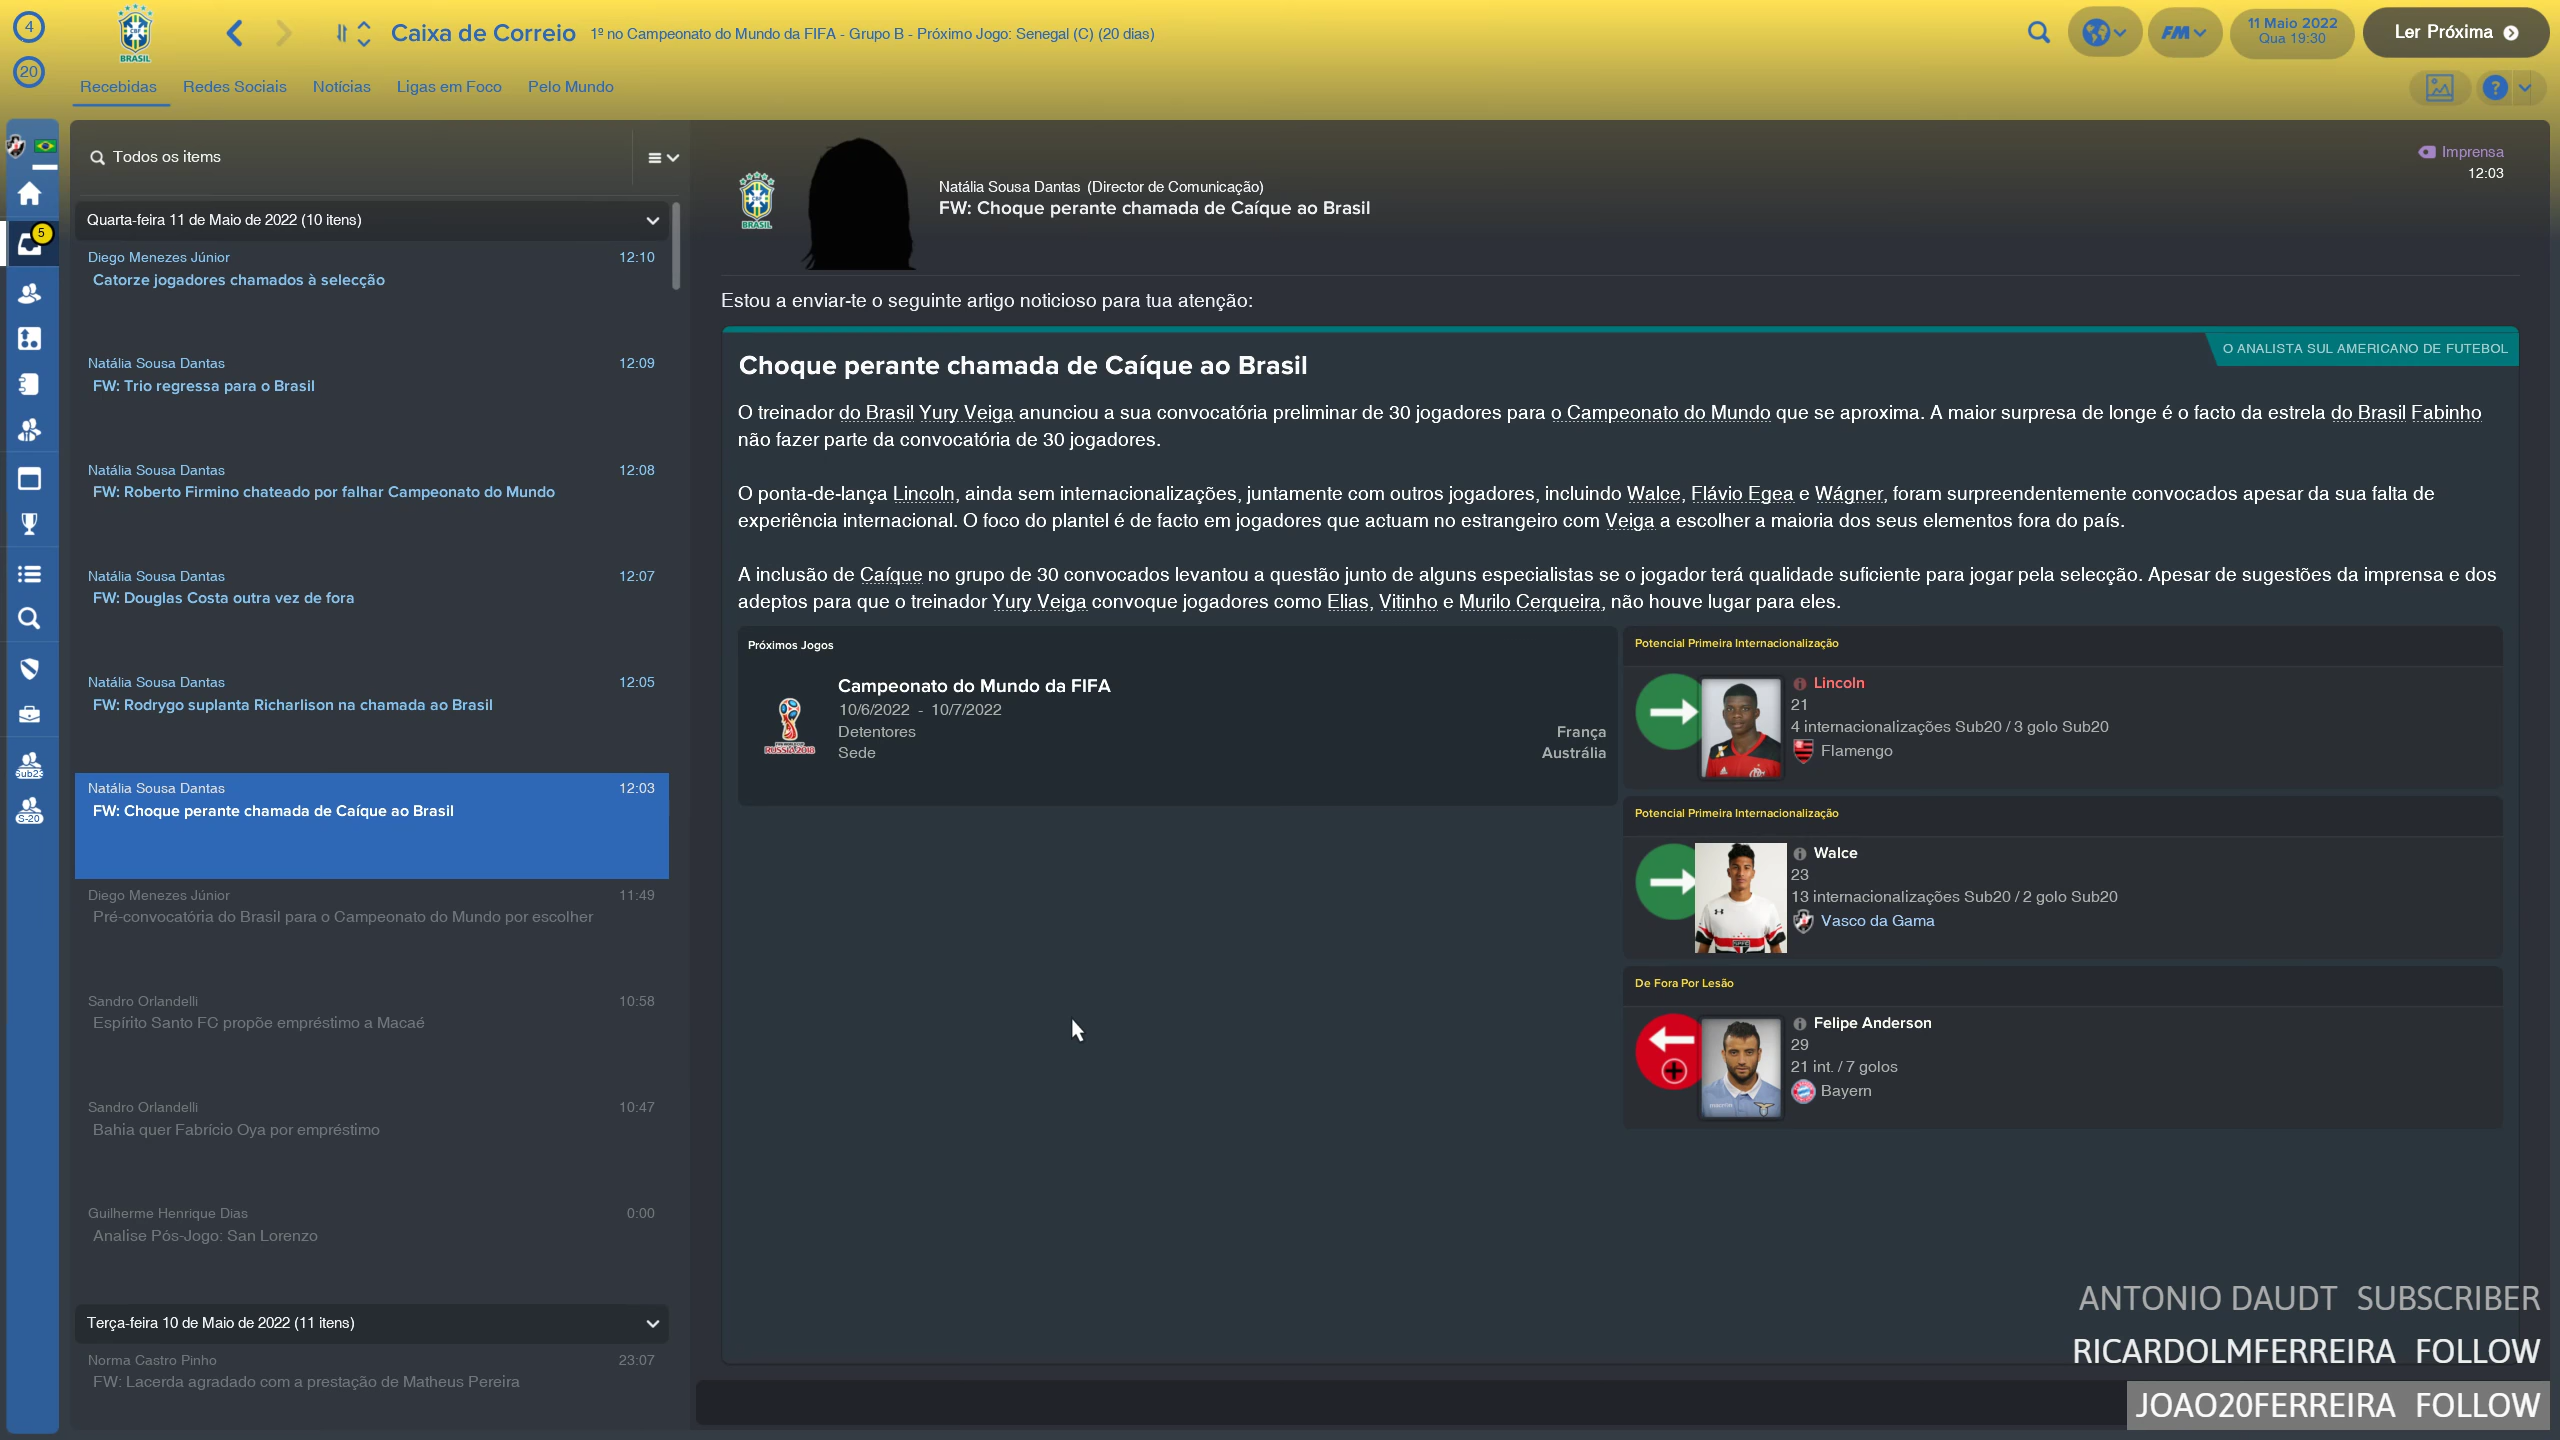 4
20
Caixa de Correio
1º no Campeonato do Mundo da FIFA - Grupo B - Próximo Jogo: Senegal (C) (20 dias)
FM
11 Maio 2022
Qua 19:30
Ler Próxima
Recebidas
Redes Sociais
Notícias
Ligas em Foco
Pelo Mundo
5
Sub23
S-20
Todos os items
Quarta-feira 11 de Maio de 2022 (10 itens)
Diego Menezes Júnior 12:10
Catorze jogadores chamados à selecção
Natália Sousa Dantas 12:09
FW: Trio regressa para o Brasil
Natália Sousa Dantas 12:08
FW: Roberto Firmino chateado por falhar Campeonato do Mundo
Natália Sousa Dantas 12:07
FW: Douglas Costa outra vez de fora
Natália Sousa Dantas 12:05
FW: Rodrygo suplanta Richarlison na chamada ao Brasil
Natália Sousa Dantas 12:03
FW: Choque perante chamada de Caíque ao Brasil
Diego Menezes Júnior 11:49
Pré-convocatória do Brasil para o Campeonato do Mundo por escolher
Sandro Orlandelli 10:58
Espírito Santo FC propõe empréstimo a Macaé
Sandro Orlandelli 10:47
Bahia quer Fabrício Oya por empréstimo
Guilherme Henrique Dias 0:00
Analise Pós-Jogo: San Lorenzo
Terça-feira 10 de Maio de 2022 (11 itens)
Norma Castro Pinho 23:07
FW: Lacerda agradado com a prestação de Matheus Pereira
BRASIL
Natália Sousa Dantas (Director de Comunicação)
FW: Choque perante chamada de Caíque ao Brasil
Imprensa
12:03
Estou a enviar-te o seguinte artigo noticioso para tua atenção:
O ANALISTA SUL AMERICANO DE FUTEBOL
Choque perante chamada de Caíque ao Brasil
O treinador do Brasil Yury Veiga anunciou a sua convocatória preliminar de 30 jogadores para o Campeonato do Mundo que se aproxima. A maior surpresa de longe é o facto da estrela do Brasil Fabinho
não fazer parte da convocatória de 30 jogadores.
O ponta-de-lança Lincoln, ainda sem internacionalizações, juntamente com outros jogadores, incluindo Walce, Flávio Egea e Wágner, foram surpreendentemente convocados apesar da sua falta de
experiência internacional. O foco do plantel é de facto em jogadores que actuam no estrangeiro com Veiga a escolher a maioria dos seus elementos fora do país.
A inclusão de Caíque no grupo de 30 convocados levantou a questão junto de alguns especialistas se o jogador terá qualidade suficiente para jogar pela selecção. Apesar de sugestões da imprensa e dos
adeptos para que o treinador Yury Veiga convoque jogadores como Elias, Vitinho e Murilo Cerqueira, não houve lugar para eles.
Próximos Jogos
Campeonato do Mundo da FIFA
10/6/2022 - 10/7/2022
Detentores França
Sede Austrália
RUSSIA 2018
Potencial Primeira Internacionalização
Lincoln
21
4 internacionalizações Sub20 / 3 golo Sub20
Flamengo
Potencial Primeira Internacionalização
Walce
23
13 internacionalizações Sub20 / 2 golo Sub20
Vasco da Gama
De Fora Por Lesão
Felipe Anderson
29
21 int. / 7 golos
Bayern
ANTONIO DAUDT SUBSCRIBER
RICARDOLMFERREIRA FOLLOW
JOAO20FERREIRA FOLLOW